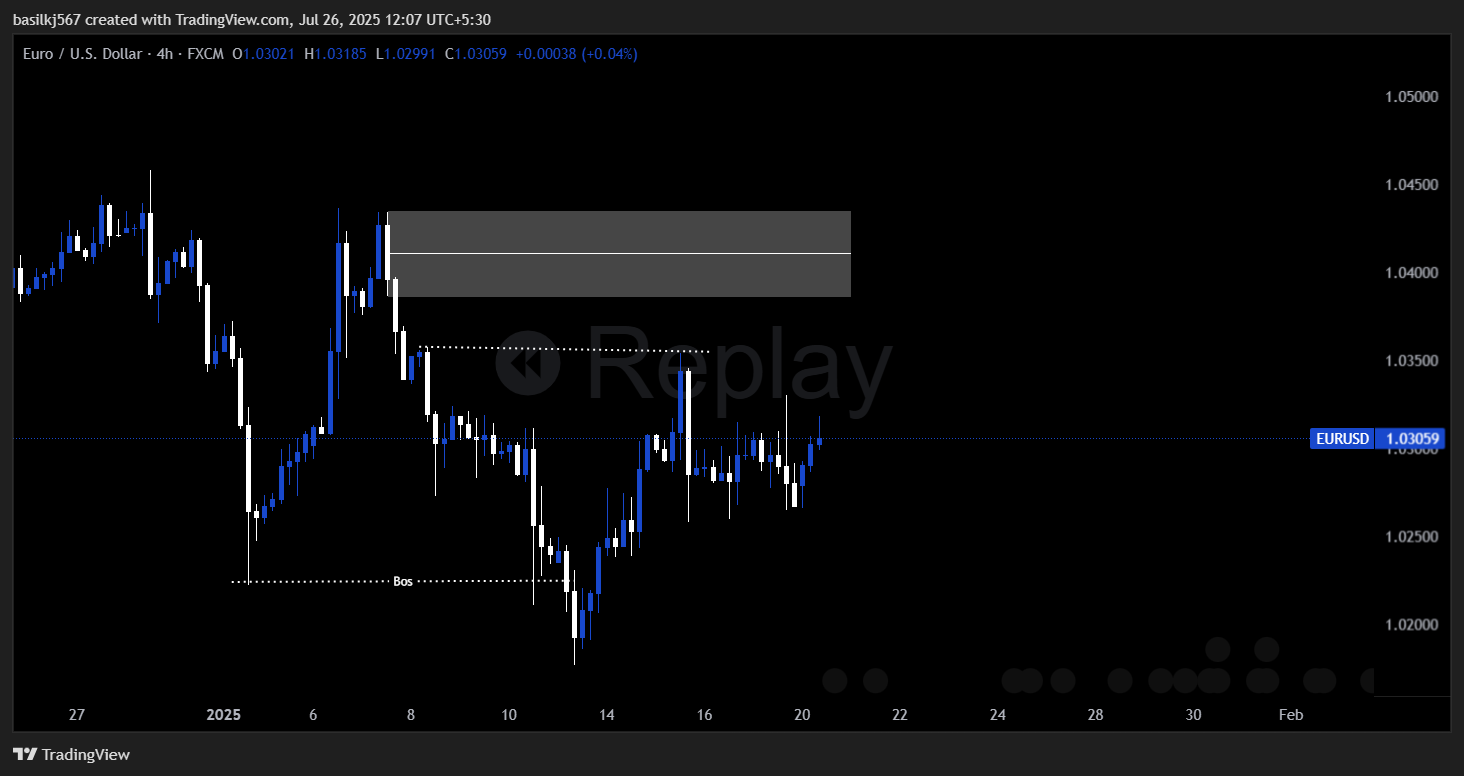 basilkj567 created with TradingView.com, Jul 26, 2025 12:07 UTC+5:30
Euro / U.S. Dollar · 4h · FXCM O1.03021 H1.03185 L1.02991 C1.03059 +0.00038 (+0.04%)
1.05000
1.04500
1.04000
Replay
1.03500
EURUSD 1.03059
1.03000
1.02500
Bos
1.02000
27 2025 6 8 10 14 16 20 22 24 28 30 Feb
TradingView